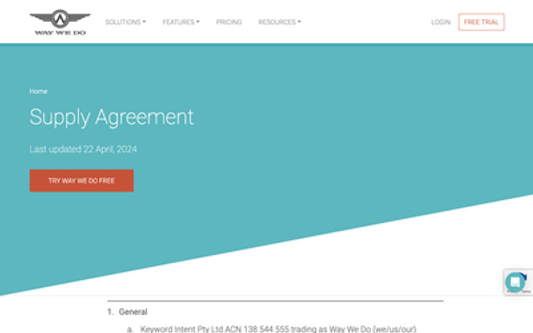 WAY WE DO
SOLUTIONS FEATURES PRICING RESOURCES LOGIN FREE TRIAL
Home
Supply Agreement
Last updated 22 April, 2024
TRY WAY WE DO FREE
1. General
a. Keyword Intent Pty Ltd ACN 138 544 555 trading as Way We Do (we/us/our)